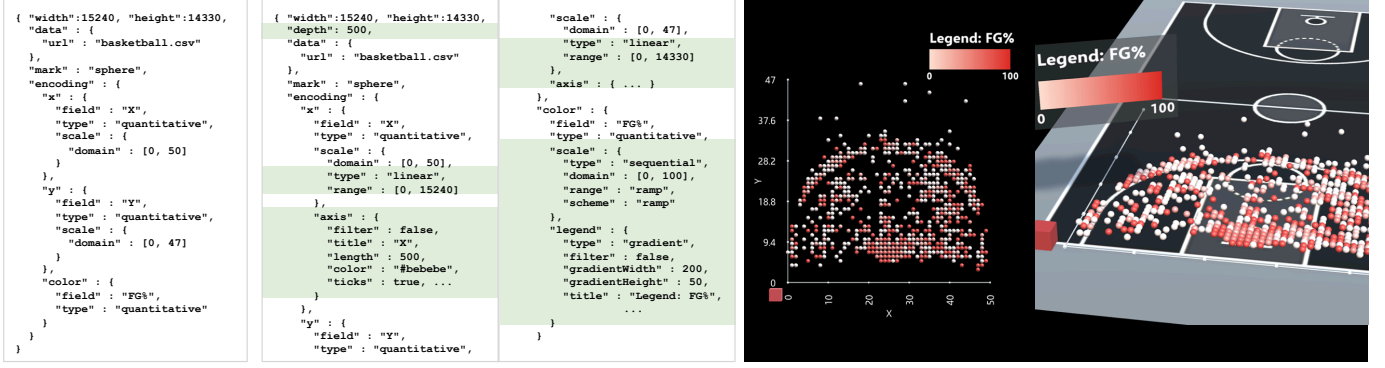 { "width":15240, "height":14330,
"data" : {
"url" : "basketball.csv"
},
"mark" : "sphere",
"encoding" : {
"x" : {
"field" : "X",
"type" : "quantitative",
"scale" : {
"domain" : [0, 50]
}
},
"y" : {
"field" : "Y",
"type" : "quantitative",
"scale" : {
"domain" : [0, 47]
}
},
"color" : {
"field" : "FG%",
"type" : "quantitative"
}
}
}
{ "width":15240, "height":14330,
"depth": 500,
"data" : {
"url" : "basketball.csv"
},
"mark" : "sphere",
"encoding" : {
"x" : {
"field" : "X",
"type" : "quantitative",
"scale" : {
"domain" : [0, 50],
"type" : "linear",
"range" : [0, 15240]
},
"axis" : {
"filter" : false,
"title" : "X",
"length" : 500,
"color" : "#bebebe",
"ticks" : true, ...
}
},
"y" : {
"field" : "Y",
"type" : "quantitative",
"scale" : {
"domain" : [0, 47],
"type" : "linear",
"range" : [0, 14330]
},
"axis" : { ... }
},
"color" : {
"field" : "FG%",
"type" : "quantitative",
"scale" : {
"type" : "sequential",
"domain" : [0, 100],
"range" : "ramp",
"scheme" : "ramp"
},
"legend" : {
"type" : "gradient",
"filter" : false,
"gradientWidth" : 200,
"gradientHeight" : 50,
"title" : "Legend: FG%",
...
}
}
Legend: FG%
0 100
47
37.6
28.2
18.8
9.4
0
Y
0 10 20 30 40 50
X
Legend: FG%
0 100